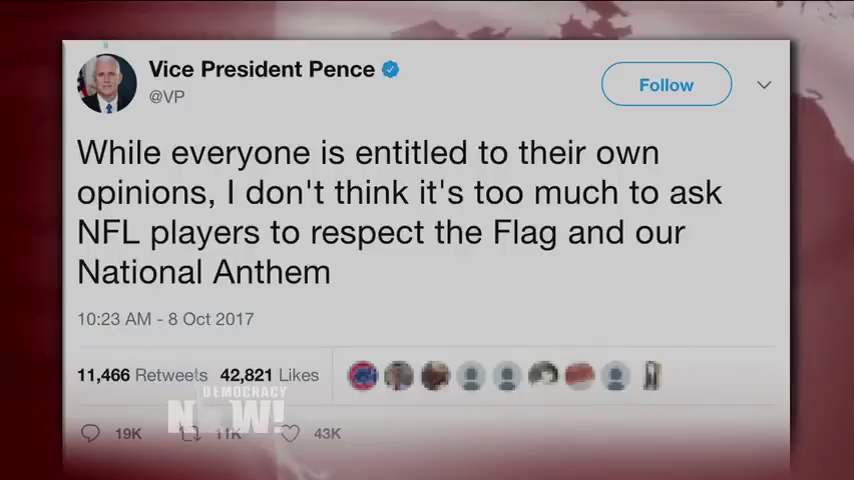 Vice President Pence
@VP
Follow
While everyone is entitled to their own
opinions, I don't think it's too much to ask
NFL players to respect the Flag and our
National Anthem
10:23 AM - 8 Oct 2017
11,466 Retweets 42,821 Likes
DEMOCRACY
NOW!
19K 11K 43K